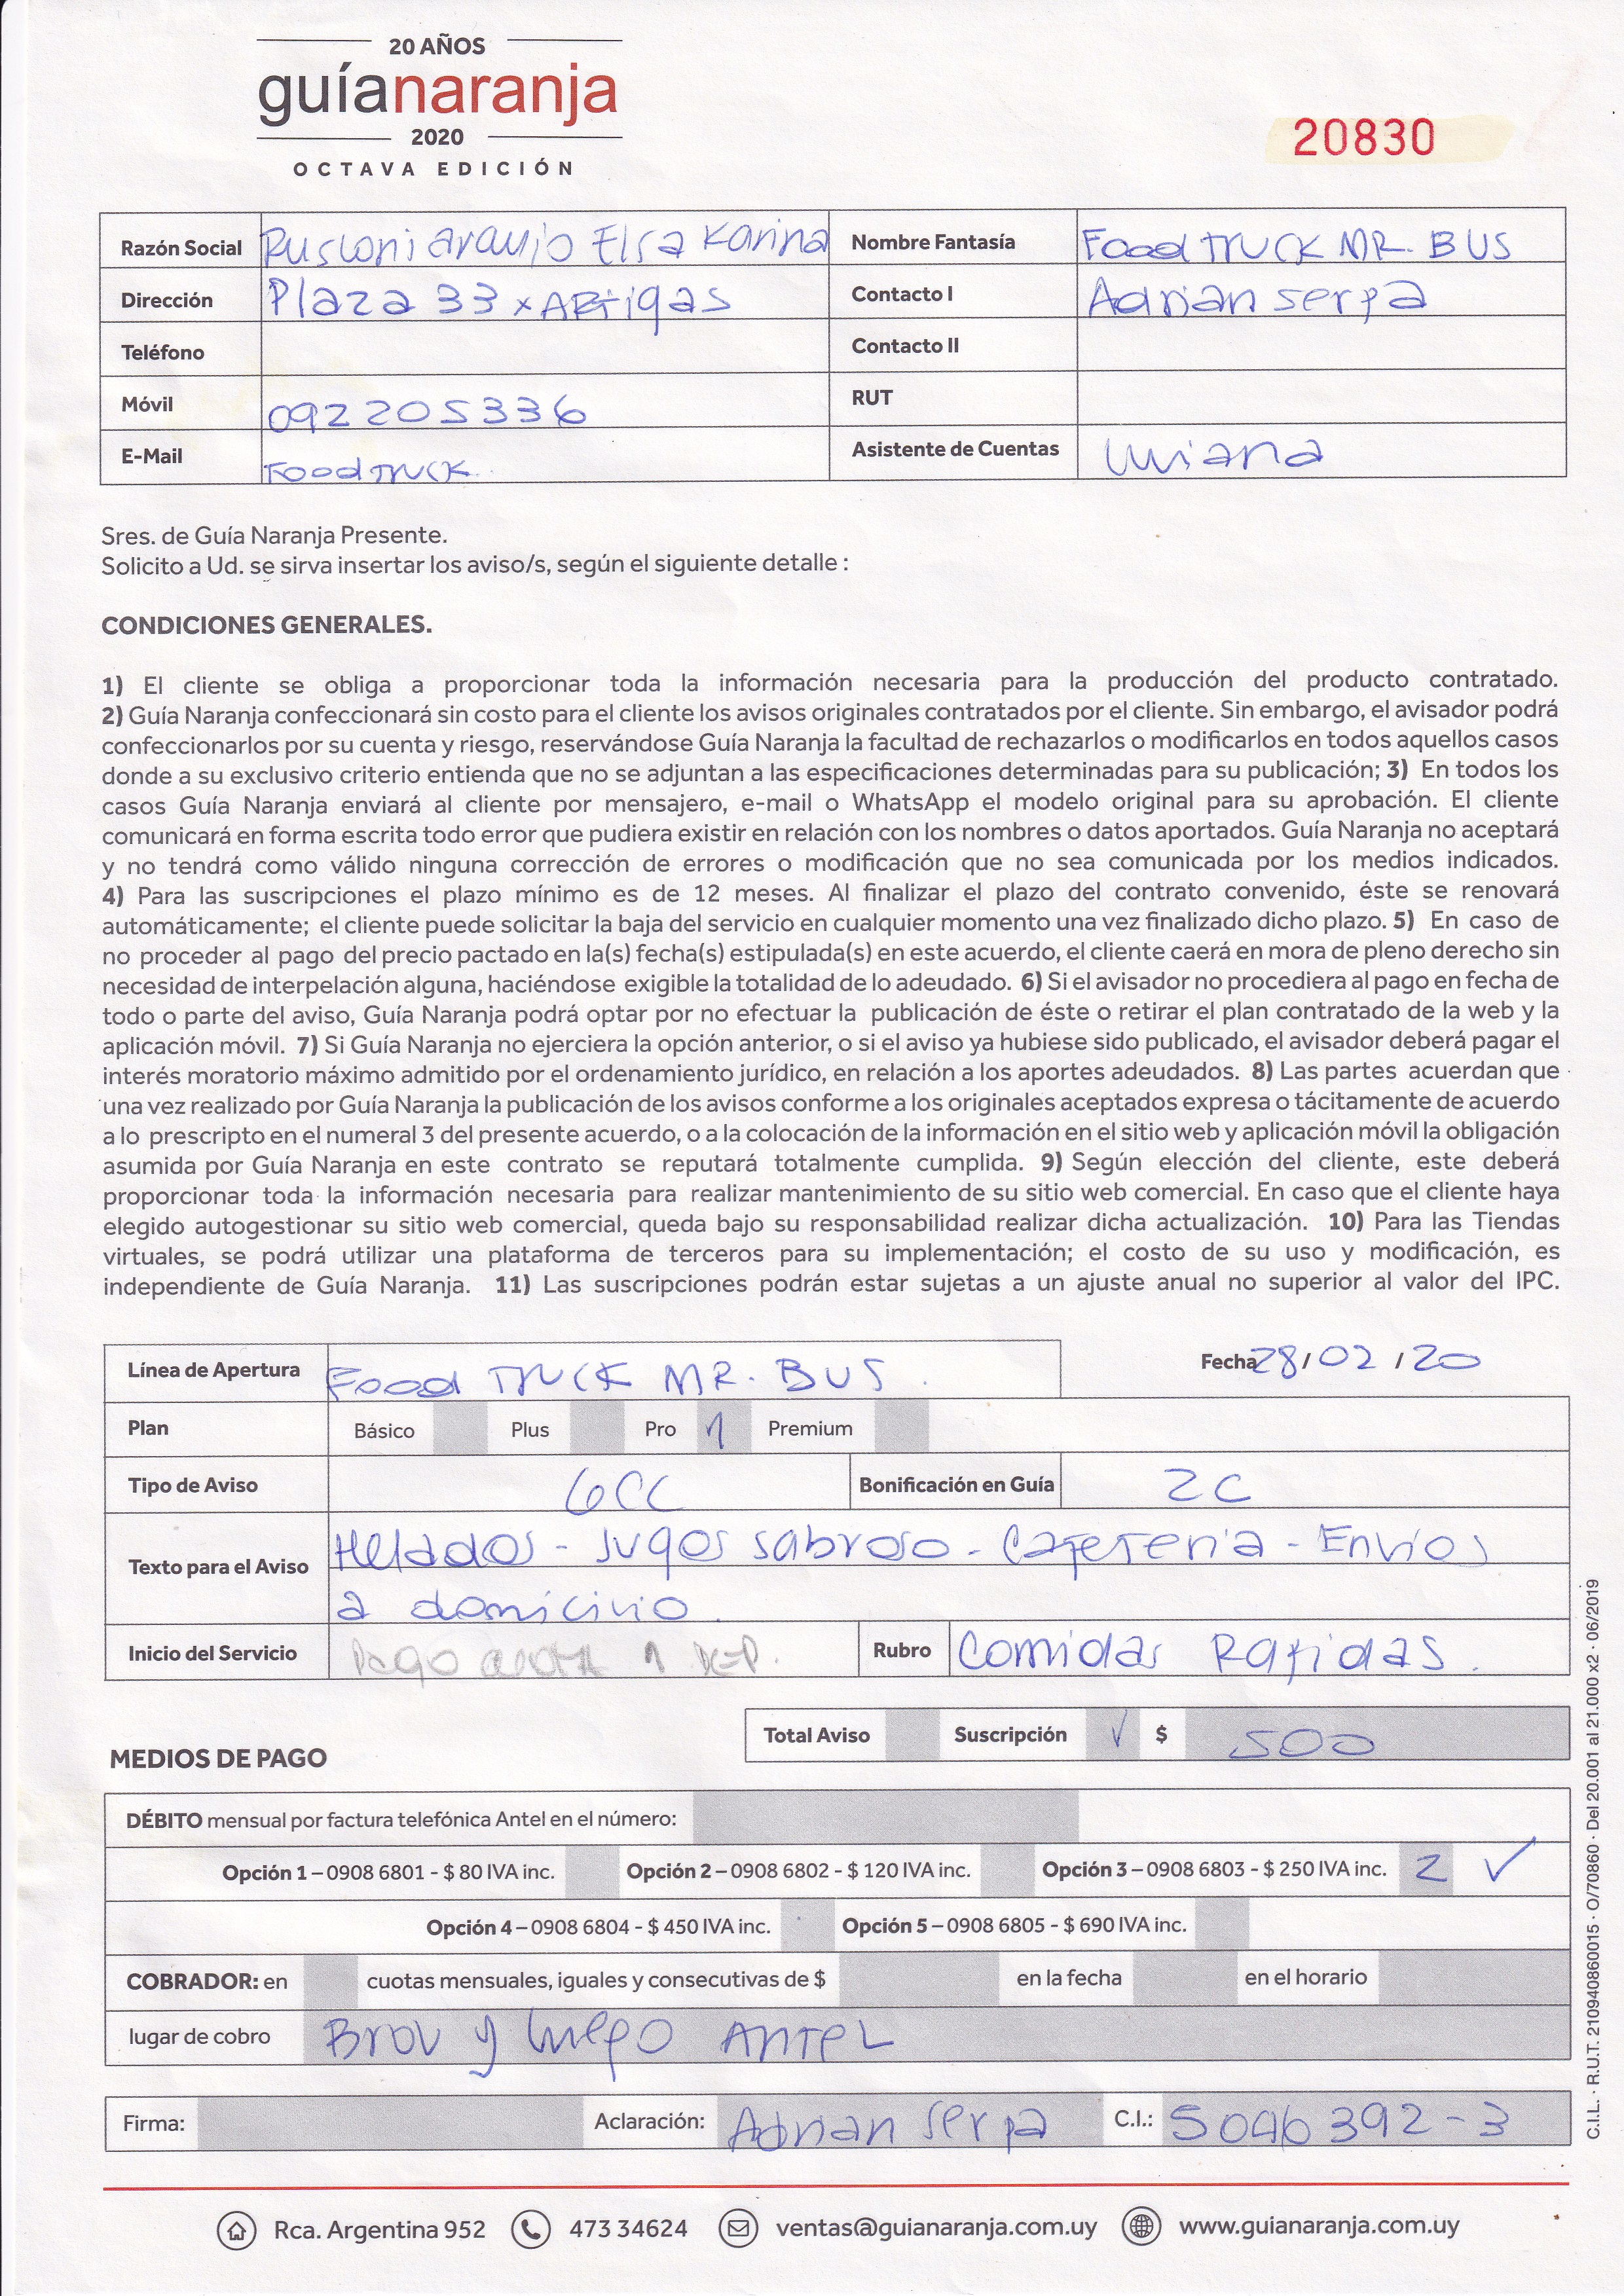 20 AÑOS
guíanaranja
2020
OCTAVA EDICIÓN
20830
Razón Social Rusconi araujo Elsa Karina Nombre Fantasía Food TRUCK MR. BUS
Dirección Plaza 33 x ARtigas Contacto I Adrian serpa
Teléfono Contacto II
Móvil 092205336 RUT
E-Mail Food TRUCK Asistente de Cuentas Liliana
Sres. de Guía Naranja Presente.
Solicito a Ud. se sirva insertar los aviso/s, según el siguiente detalle :
CONDICIONES GENERALES.
1) El cliente se obliga a proporcionar toda la información necesaria para la producción del producto contratado.
2) Guía Naranja confeccionará sin costo para el cliente los avisos originales contratados por el cliente. Sin embargo, el avisador podrá
confeccionarlos por su cuenta y riesgo, reservándose Guía Naranja la facultad de rechazarlos o modificarlos en todos aquellos casos
donde a su exclusivo criterio entienda que no se adjuntan a las especificaciones determinadas para su publicación; 3) En todos los
casos Guía Naranja enviará al cliente por mensajero, e-mail o WhatsApp el modelo original para su aprobación. El cliente
comunicará en forma escrita todo error que pudiera existir en relación con los nombres o datos aportados. Guía Naranja no aceptará
y no tendrá como válido ninguna corrección de errores o modificación que no sea comunicada por los medios indicados.
4) Para las suscripciones el plazo mínimo es de 12 meses. Al finalizar el plazo del contrato convenido, éste se renovará
automáticamente; el cliente puede solicitar la baja del servicio en cualquier momento una vez finalizado dicho plazo. 5) En caso de
no proceder al pago del precio pactado en la(s) fecha(s) estipulada(s) en este acuerdo, el cliente caerá en mora de pleno derecho sin
necesidad de interpelación alguna, haciéndose exigible la totalidad de lo adeudado. 6) Si el avisador no procediera al pago en fecha de
todo o parte del aviso, Guía Naranja podrá optar por no efectuar la publicación de éste o retirar el plan contratado de la web y la
aplicación móvil. 7) Si Guía Naranja no ejerciera la opción anterior, o si el aviso ya hubiese sido publicado, el avisador deberá pagar el
interés moratorio máximo admitido por el ordenamiento jurídico, en relación a los aportes adeudados. 8) Las partes acuerdan que
una vez realizado por Guía Naranja la publicación de los avisos conforme a los originales aceptados expresa o tácitamente de acuerdo
a lo prescripto en el numeral 3 del presente acuerdo, o a la colocación de la información en el sitio web y aplicación móvil la obligación
asumida por Guía Naranja en este contrato se reputará totalmente cumplida. 9) Según elección del cliente, este deberá
proporcionar toda la información necesaria para realizar mantenimiento de su sitio web comercial. En caso que el cliente haya
elegido autogestionar su sitio web comercial, queda bajo su responsabilidad realizar dicha actualización. 10) Para las Tiendas
virtuales, se podrá utilizar una plataforma de terceros para su implementación; el costo de su uso y modificación, es
independiente de Guía Naranja. 11) Las suscripciones podrán estar sujetas a un ajuste anual no superior al valor del IPC.
Línea de Apertura Food TRUCK MR. BUS. Fecha 28 / 02 / 20
Plan Básico Plus Pro 1 Premium
Tipo de Aviso 6CC Bonificación en Guía 2C
Texto para el Aviso Helados - Jugos sabroso - Cafeteria - Envios
a domicilio.
Inicio del Servicio Pago Rubro Comidas Rapidas.
Total Aviso Suscripción ✓ $ 500
MEDIOS DE PAGO
DÉBITO mensual por factura telefónica Antel en el número:
Opción 1 – 0908 6801 - $ 80 IVA inc. Opción 2 – 0908 6802 - $ 120 IVA inc. Opción 3 – 0908 6803 - $ 250 IVA inc. 2 ✓
Opción 4 – 0908 6804 - $ 450 IVA inc. Opción 5 – 0908 6805 - $ 690 IVA inc.
COBRADOR: en cuotas mensuales, iguales y consecutivas de $ en la fecha en el horario
lugar de cobro Brou y luego ANTEL
Firma: Aclaración: Adrian Serpa C.I.: 5046392-3
C.I.L. · R.U.T. 210940860015 · O/70860 · Del 20.001 al 21.000 x2 · 06/2019
Rca. Argentina 952 473 34624 ventas@guianaranja.com.uy www.guianaranja.com.uy